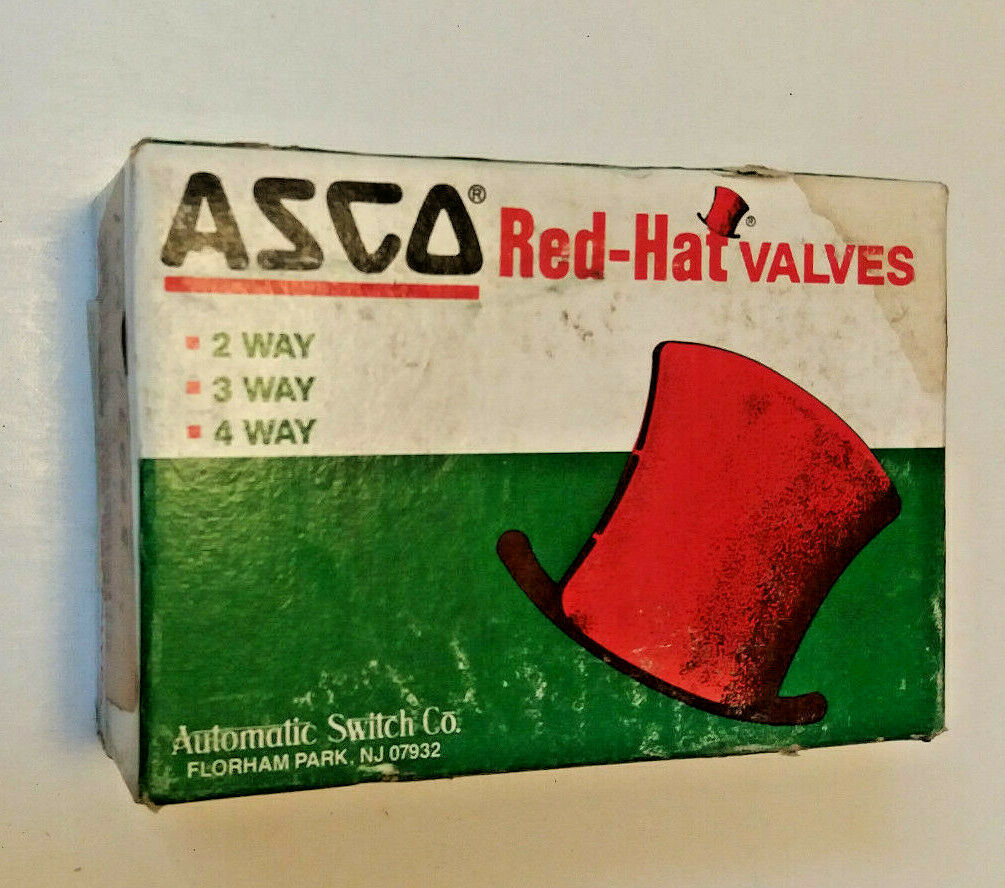 ASCO®
Red-Hat® VALVES
2 WAY
3 WAY
4 WAY
Automatic Switch Co.
FLORHAM PARK, NJ 07932